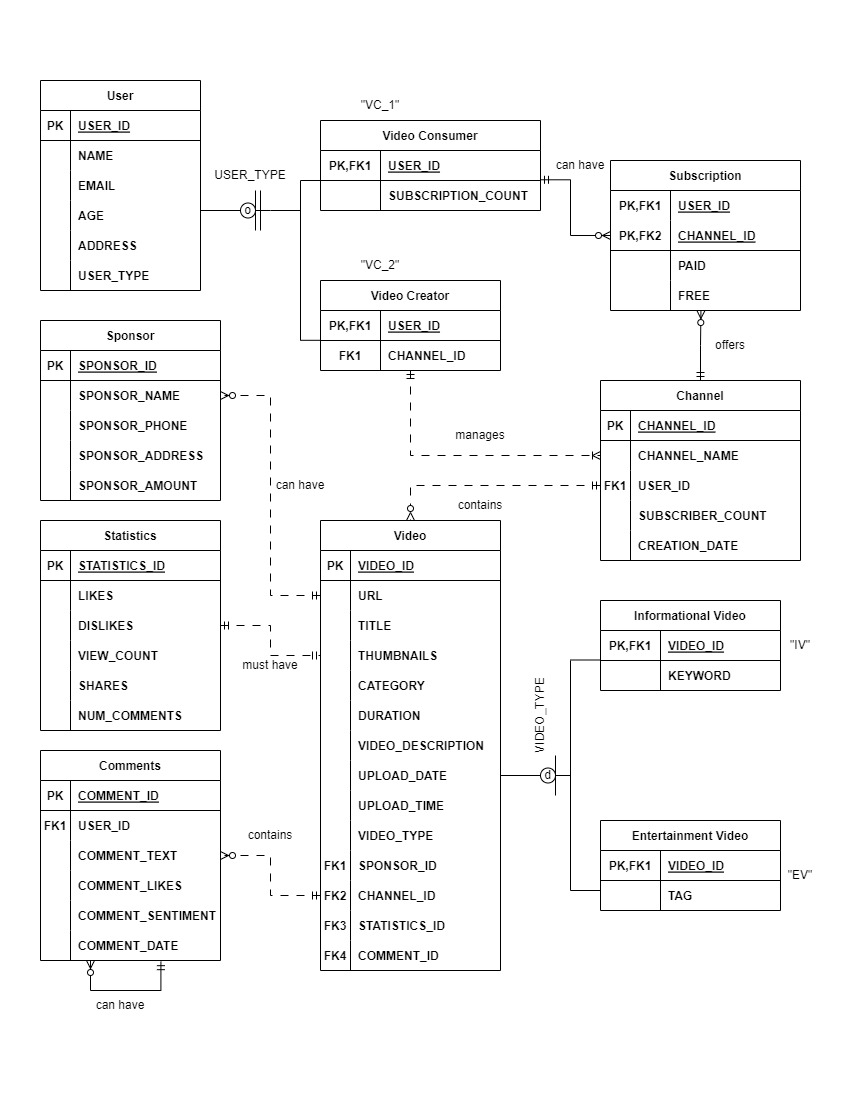 User
PK USER_ID
NAME
EMAIL
AGE
ADDRESS
USER_TYPE
USER_TYPE
o
"VC_1"
Video Consumer
PK,FK1 USER_ID
SUBSCRIPTION_COUNT
can have
Subscription
PK,FK1 USER_ID
PK,FK2 CHANNEL_ID
PAID
FREE
"VC_2"
Video Creator
PK,FK1 USER_ID
FK1 CHANNEL_ID
offers
manages
Channel
PK CHANNEL_ID
CHANNEL_NAME
FK1 USER_ID
SUBSCRIBER_COUNT
CREATION_DATE
contains
Sponsor
PK SPONSOR_ID
SPONSOR_NAME
SPONSOR_PHONE
SPONSOR_ADDRESS
SPONSOR_AMOUNT
can have
Statistics
PK STATISTICS_ID
LIKES
DISLIKES
VIEW_COUNT
SHARES
NUM_COMMENTS
must have
Video
PK VIDEO_ID
URL
TITLE
THUMBNAILS
CATEGORY
DURATION
VIDEO_DESCRIPTION
UPLOAD_DATE
UPLOAD_TIME
VIDEO_TYPE
FK1 SPONSOR_ID
FK2 CHANNEL_ID
FK3 STATISTICS_ID
FK4 COMMENT_ID
VIDEO_TYPE
d
Informational Video
PK,FK1 VIDEO_ID
KEYWORD
"IV"
Entertainment Video
PK,FK1 VIDEO_ID
TAG
"EV"
Comments
PK COMMENT_ID
FK1 USER_ID
COMMENT_TEXT
COMMENT_LIKES
COMMENT_SENTIMENT
COMMENT_DATE
contains
can have